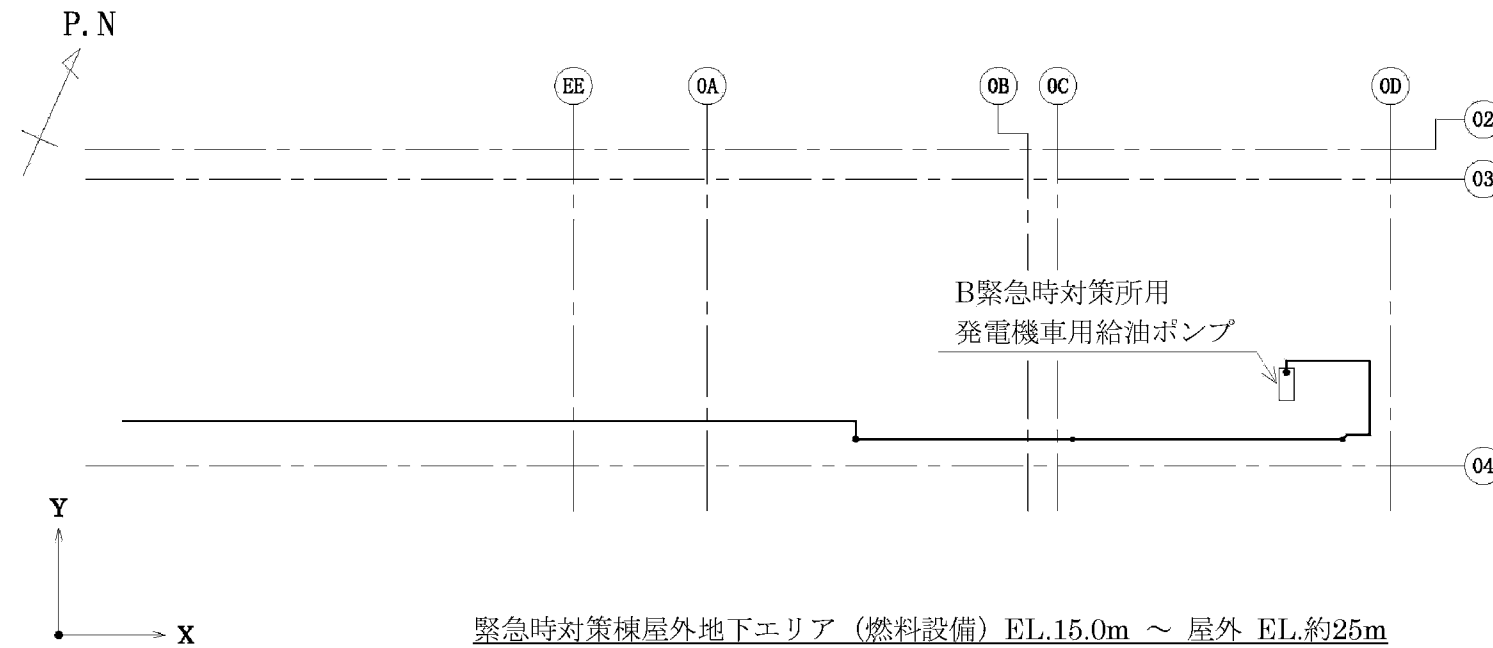 P.N
EE
0A
0B
0C
0D
02
03
B緊急時対策所用
発電機車用給油ポンプ
04
Y
X
緊急時対策棟屋外地下エリア（燃料設備）EL.15.0m ～ 屋外 EL.約25m